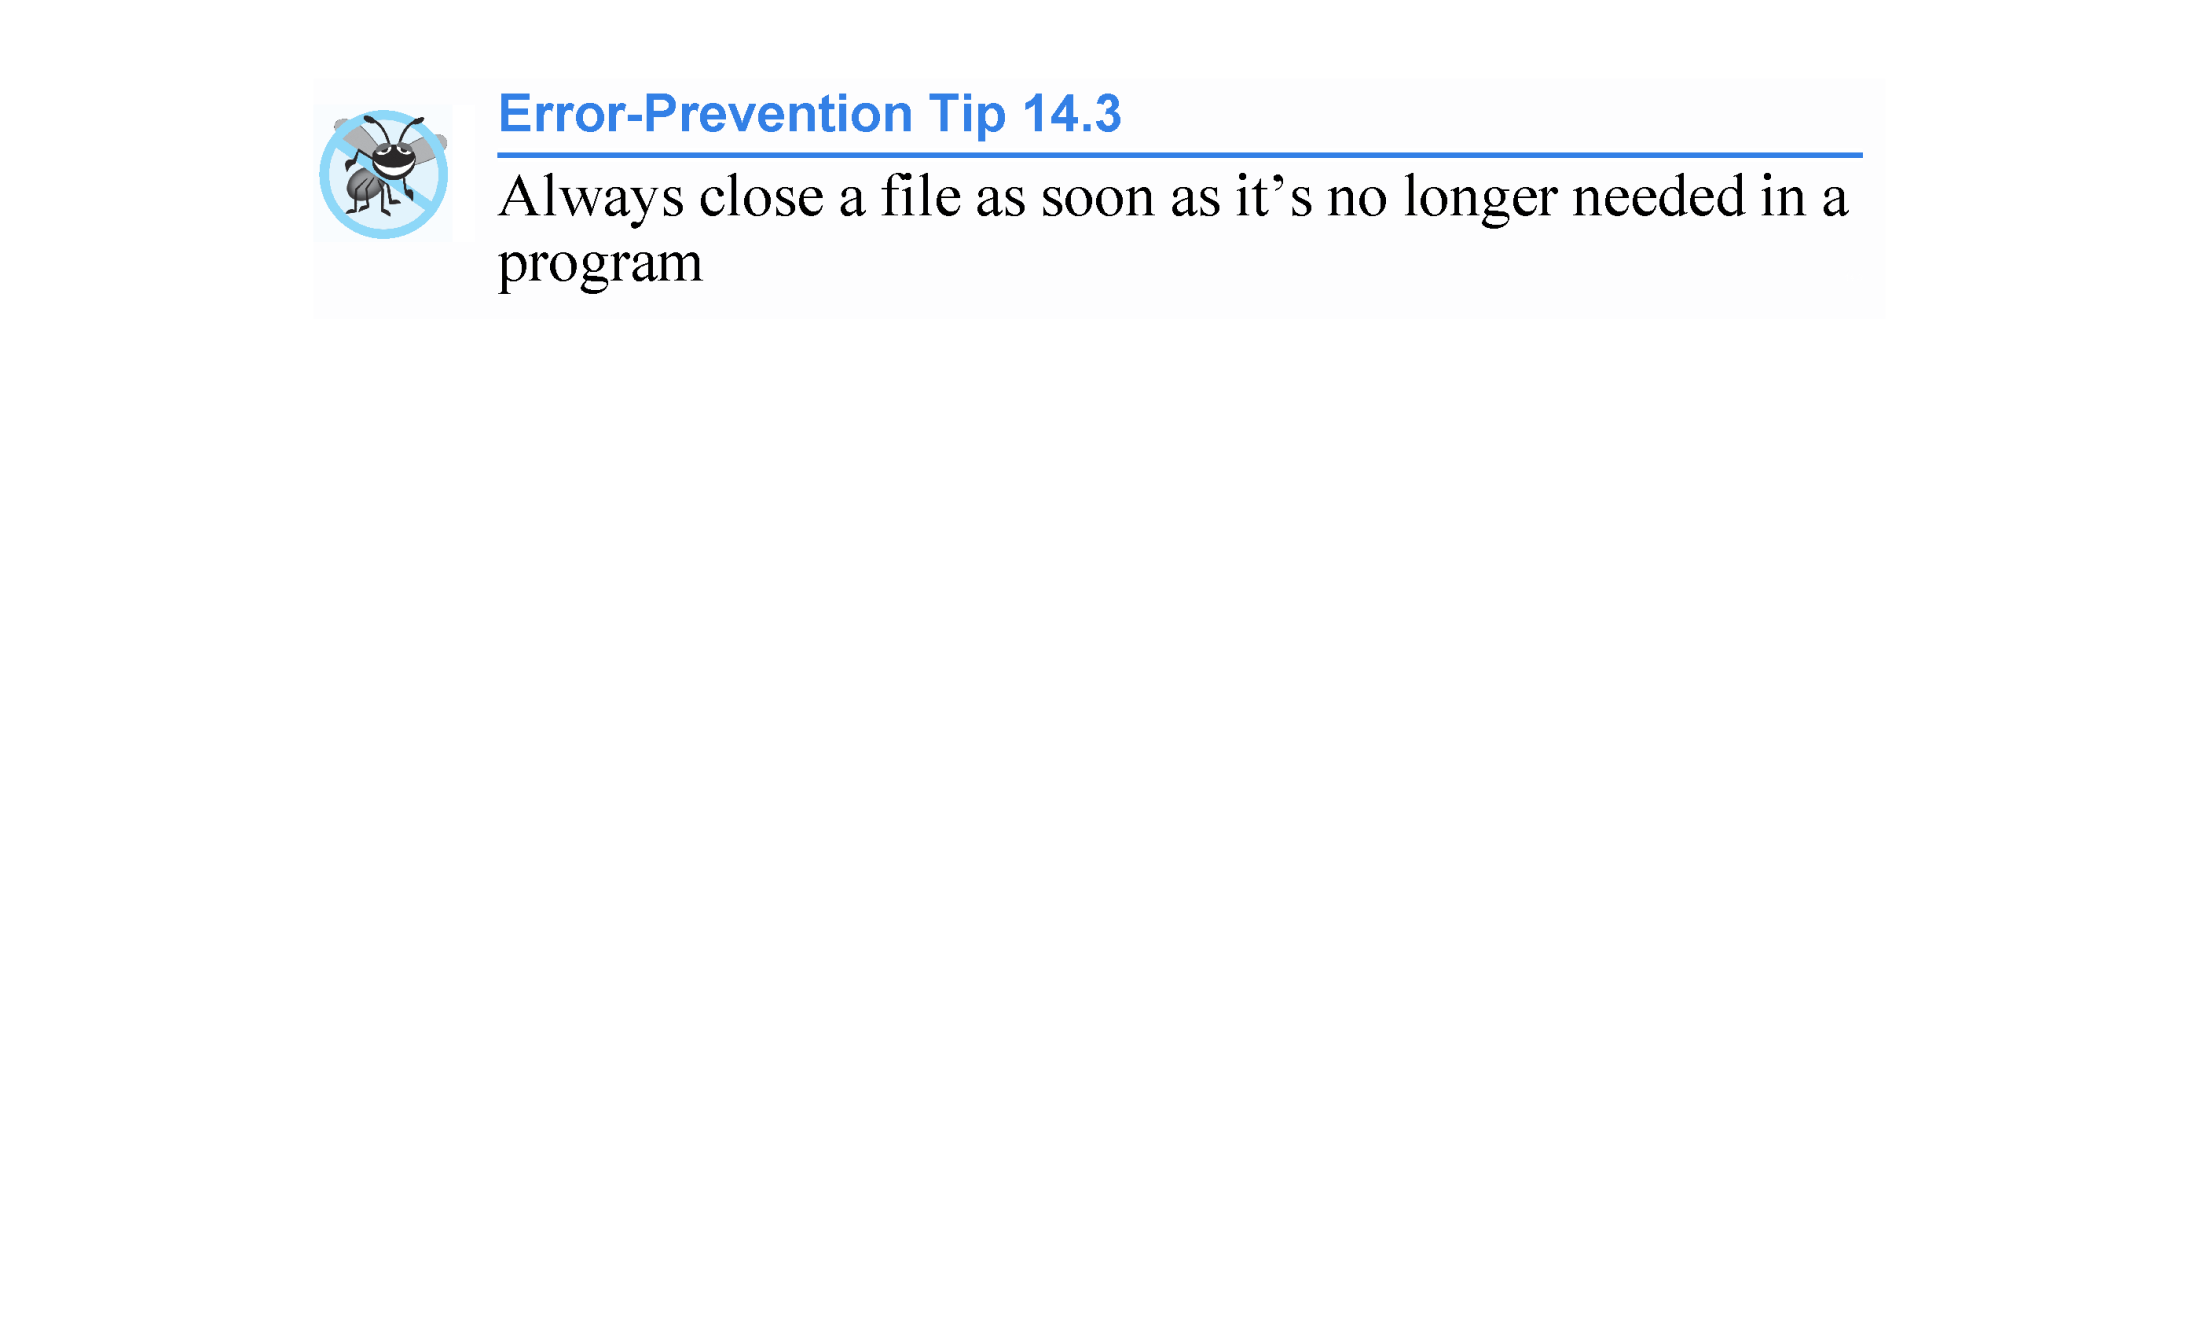 Error-Prevention Tip 14.3
Always close a file as soon as it’s no longer needed in a
program